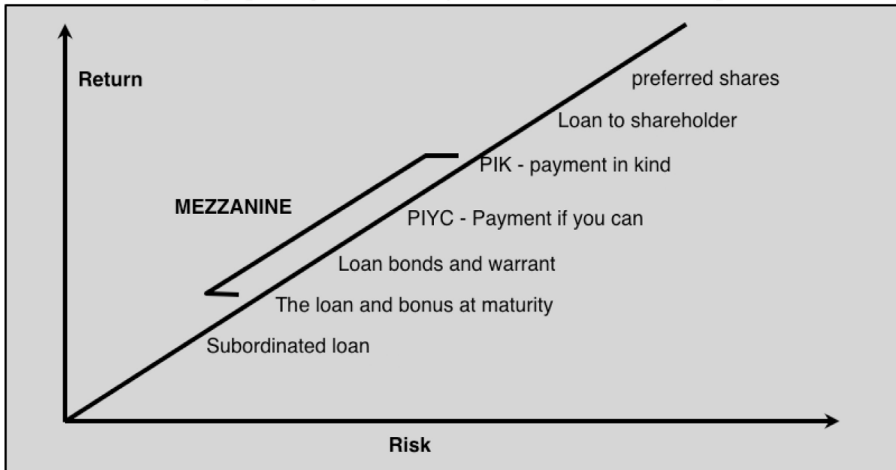 Return
preferred shares
Loan to shareholder
PIK - payment in kind
MEZZANINE
PIYC - Payment if you can
Loan bonds and warrant
The loan and bonus at maturity
Subordinated loan
Risk